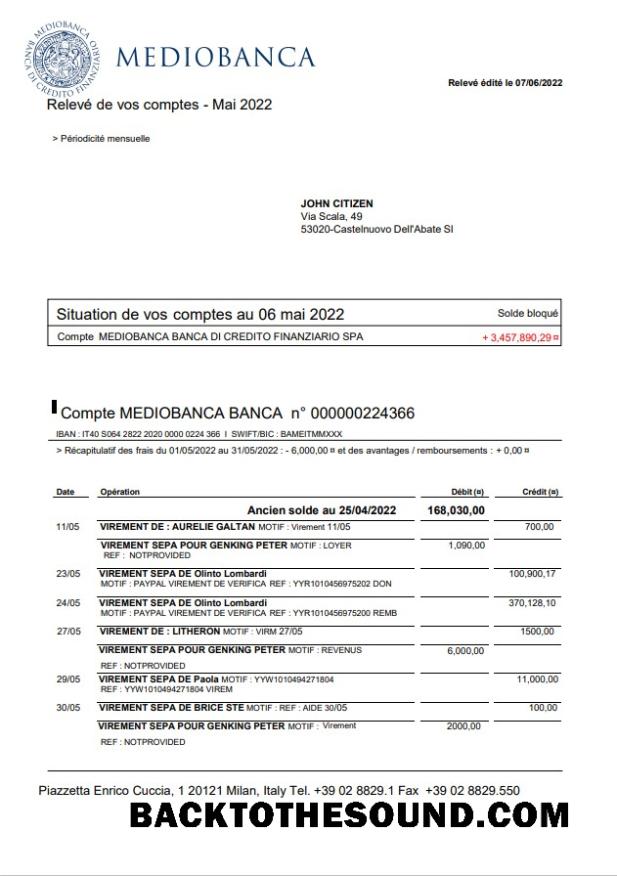 MEDIOBANCA
BANCA DI CREDITO FINANZIARIO
Relevé édité le 07/06/2022
Relevé de vos comptes - Mai 2022
> Périodicité mensuelle
JOHN CITIZEN
Via Scala, 49
53020-Castelnuovo Dell'Abate SI
Situation de vos comptes au 06 mai 2022 Solde bloqué
Compte MEDIOBANCA BANCA DI CREDITO FINANZIARIO SPA + 3,457,890,29 ¤
Compte MEDIOBANCA BANCA n° 000000224366
IBAN : IT40 S064 2822 2020 0000 0224 366 I SWIFT/BIC : BAMEITMMXXX
> Récapitulatif des frais du 01/05/2022 au 31/05/2022 : - 6,000,00 ¤ et des avantages / remboursements : + 0,00 ¤
Date Opération Débit (¤) Crédit (¤)
Ancien solde au 25/04/2022 168,030,00
11/05 VIREMENT DE : AURELIE GALTAN MOTIF : Virement 11/05 700,00
VIREMENT SEPA POUR GENKING PETER MOTIF : LOYER 1,090,00
REF : NOTPROVIDED
23/05 VIREMENT SEPA DE Olinto Lombardi 100,900,17
MOTIF : PAYPAL VIREMENT DE VERIFICA REF : YYR1010456975202 DON
24/05 VIREMENT SEPA DE Olinto Lombardi 370,128,10
MOTIF : PAYPAL VIREMENT DE VERIFICA REF : YYR1010456975200 REMB
27/05 VIREMENT DE : LITHERON MOTIF : VIRM 27/05 1500,00
VIREMENT SEPA POUR GENKING PETER MOTIF : REVENUS 6,000,00
REF : NOTPROVIDED
29/05 VIREMENT SEPA DE Paola MOTIF : YYW1010494271804 11,000,00
REF : YYW1010494271804 VIREM
30/05 VIREMENT SEPA DE BRICE STE MOTIF : REF : AIDE 30/05 100,00
VIREMENT SEPA POUR GENKING PETER MOTIF : Virement 2000,00
REF : NOTPROVIDED
Piazzetta Enrico Cuccia, 1 20121 Milan, Italy Tel. +39 02 8829.1 Fax +39 02 8829.550
BACKTOTHESOUND.COM